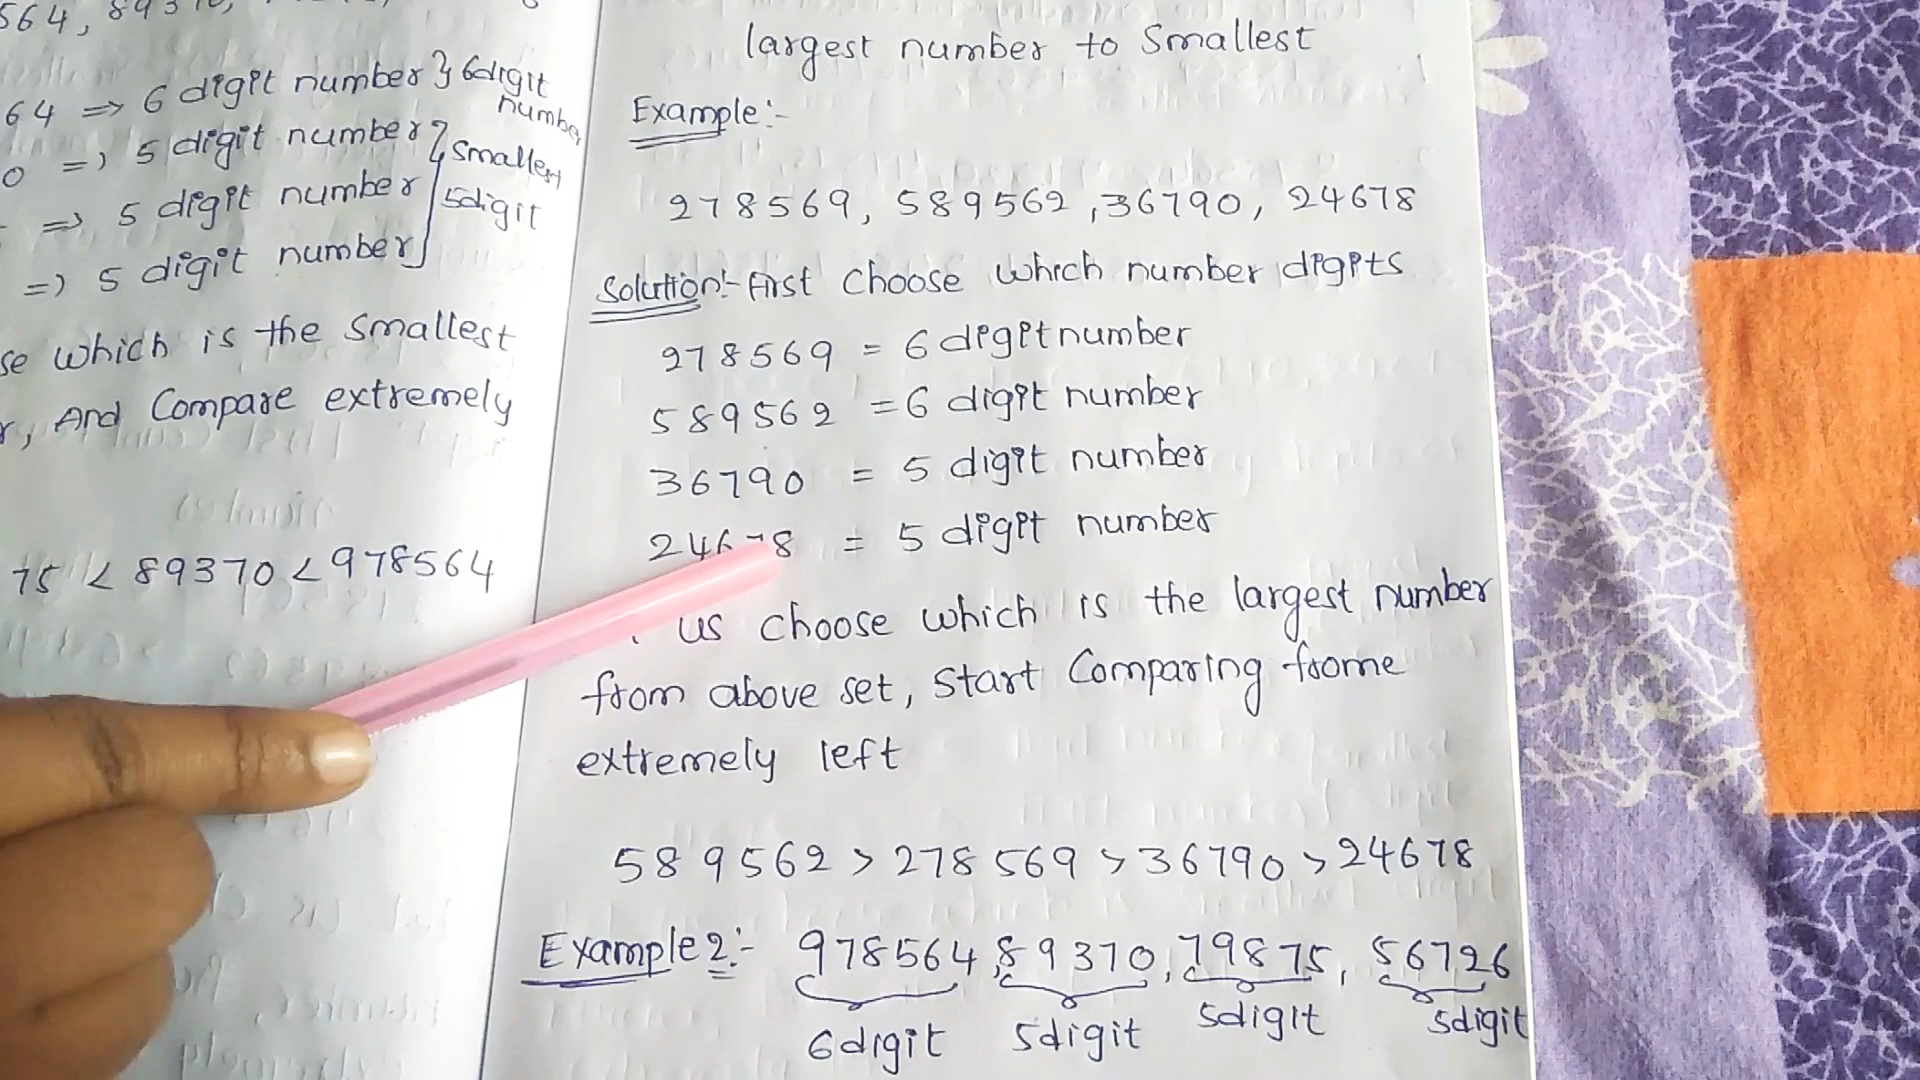 564, 8937
64 => 6 digit number } 6digit number
0 => 5 digit number } Smallest
=> 5 digit number 5digit
=> 5 digit number
se which is the Smallest
r, And Compare extremely
75 < 89370 < 978564
largest number to Smallest
Example:-
278569, 589562, 36790, 24678
Solution:- First choose which number digits
278569 = 6 digit number
589562 = 6 digit number
36790 = 5 digit number
24678 = 5 digit number
us choose which is the largest number
from above set, start Comparing frome
extremely left
589562 > 278569 > 36790 > 24678
Example 2:- 978564, 89370, 79875, 56726
6digit 5digit 5digit 5digit